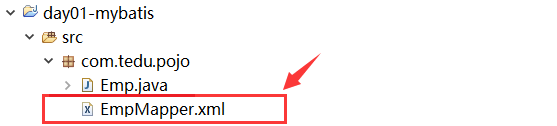 day01-mybatis
src
com.tedu.pojo
Emp.java
EmpMapper.xml